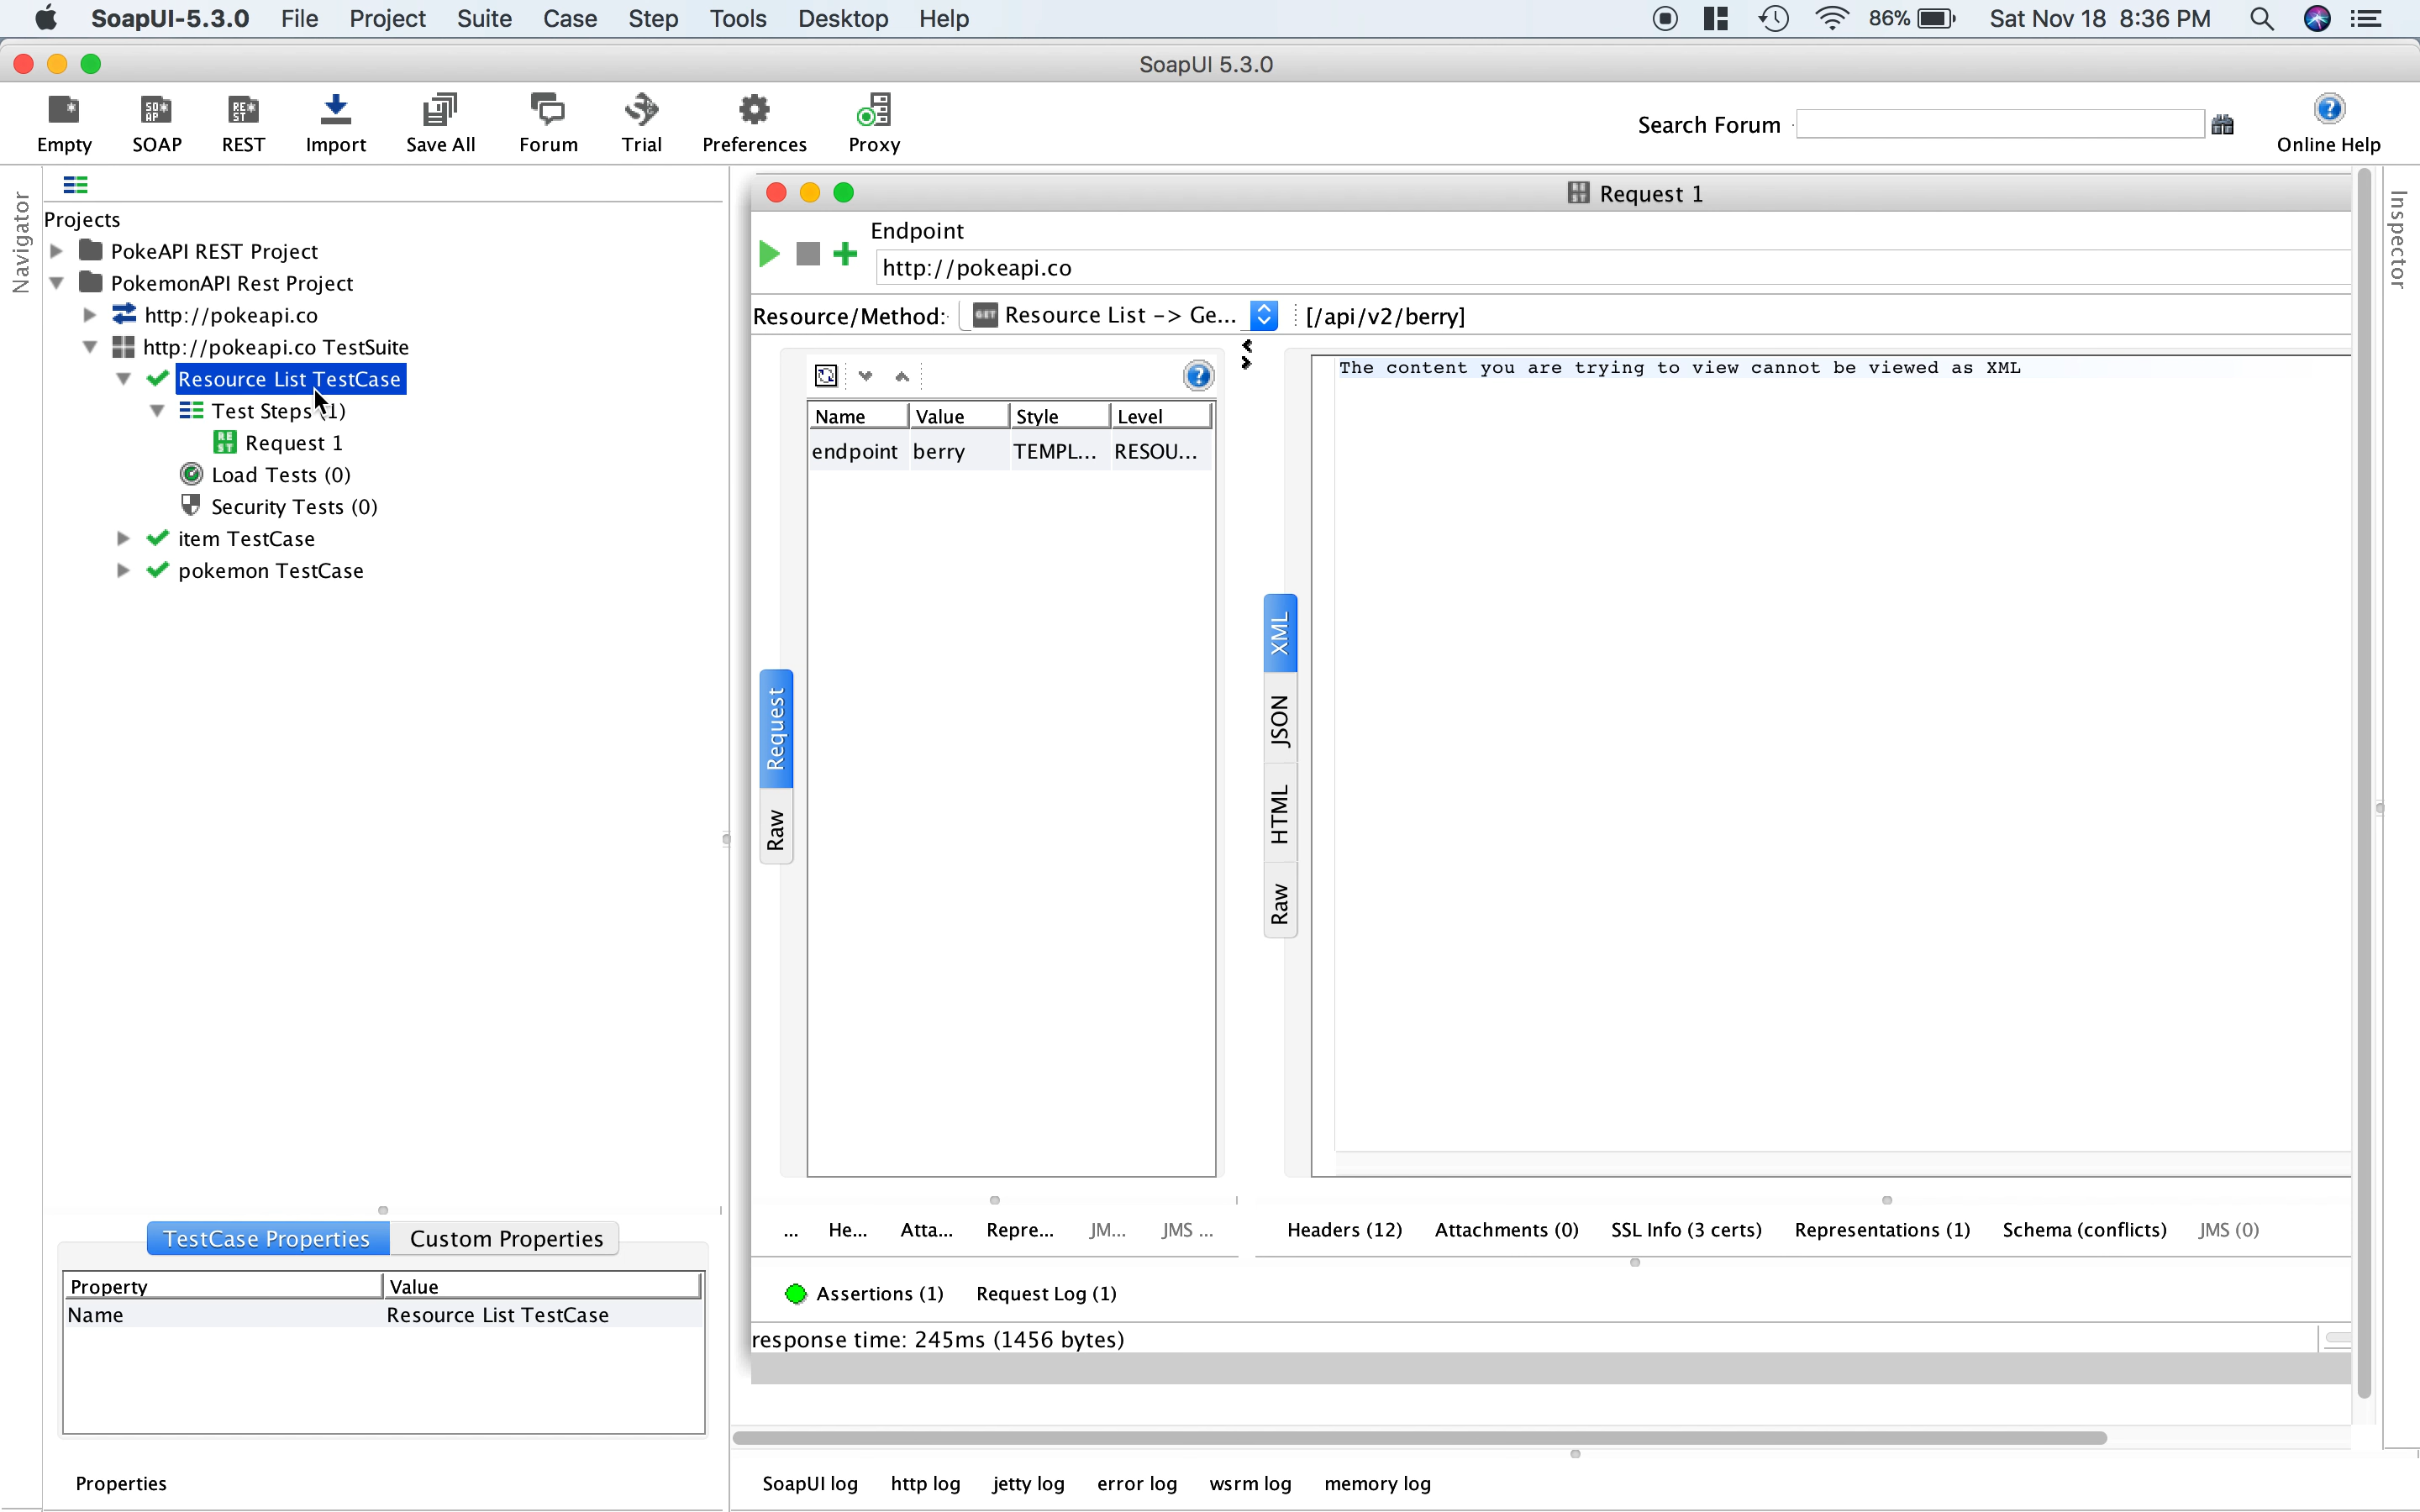 SoapUI-5.3.0 File Project Suite Case Step Tools Desktop Help 86% Sat Nov 18 8:36 PM
SoapUI 5.3.0
Empty SOAP REST Import Save All Forum Trial Preferences Proxy Search Forum Online Help
Navigator
Projects
PokeAPI REST Project
PokemonAPI Rest Project
http://pokeapi.co
http://pokeapi.co TestSuite
Resource List TestCase
Test Steps (1)
Request 1
Load Tests (0)
Security Tests (0)
item TestCase
pokemon TestCase
TestCase Properties Custom Properties
Property Value
Name Resource List TestCase
Properties
Request 1
Endpoint
http://pokeapi.co
Resource/Method: GET Resource List -> Ge... [/api/v2/berry]
Name Value Style Level
endpoint berry TEMPL... RESOU...
Request
Raw
The content you are trying to view cannot be viewed as XML
XML
JSON
HTML
Raw
... He... Atta... Repre... JM... JMS ...
Headers (12) Attachments (0) SSL Info (3 certs) Representations (1) Schema (conflicts) JMS (0)
Assertions (1) Request Log (1)
response time: 245ms (1456 bytes)
SoapUI log http log jetty log error log wsrm log memory log
Inspector